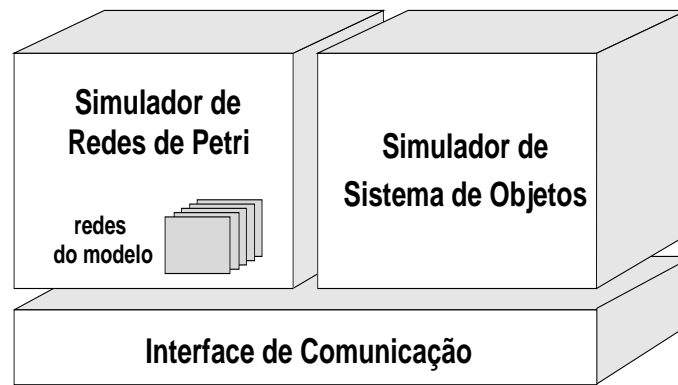 Simulador de
Redes de Petri
redes
do modelo
Simulador de
Sistema de Objetos
Interface de Comunicação